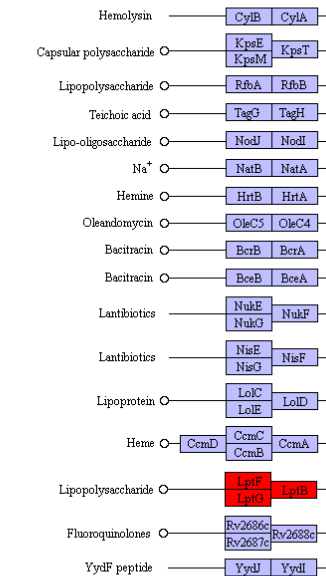 Hemolysin CylB CylA
KpsE
Capsular polysaccharide KpsT
KpsM
Lipopolysaccharide RfbA RfbB
Teichoic acid TagG TagH
Lipo-oligosaccharide NodJ NodI
Na+ NatB NatA
Hemine HrtB HrtA
Oleandomycin OleC5 OleC4
Bacitracin BcrB BcrA
Bacitracin BceB BceA
NukE
Lantibiotics NukF
NukG
NisE
Lantibiotics NisF
NisG
LolC
Lipoprotein LolD
LolE
CcmC
Heme CcmD CcmA
CcmB
LptF
Lipopolysaccharide LptB
LptG
Rv2686c
Fluoroquinolones Rv2688c
Rv2687c
YydF peptide YydJ YydI